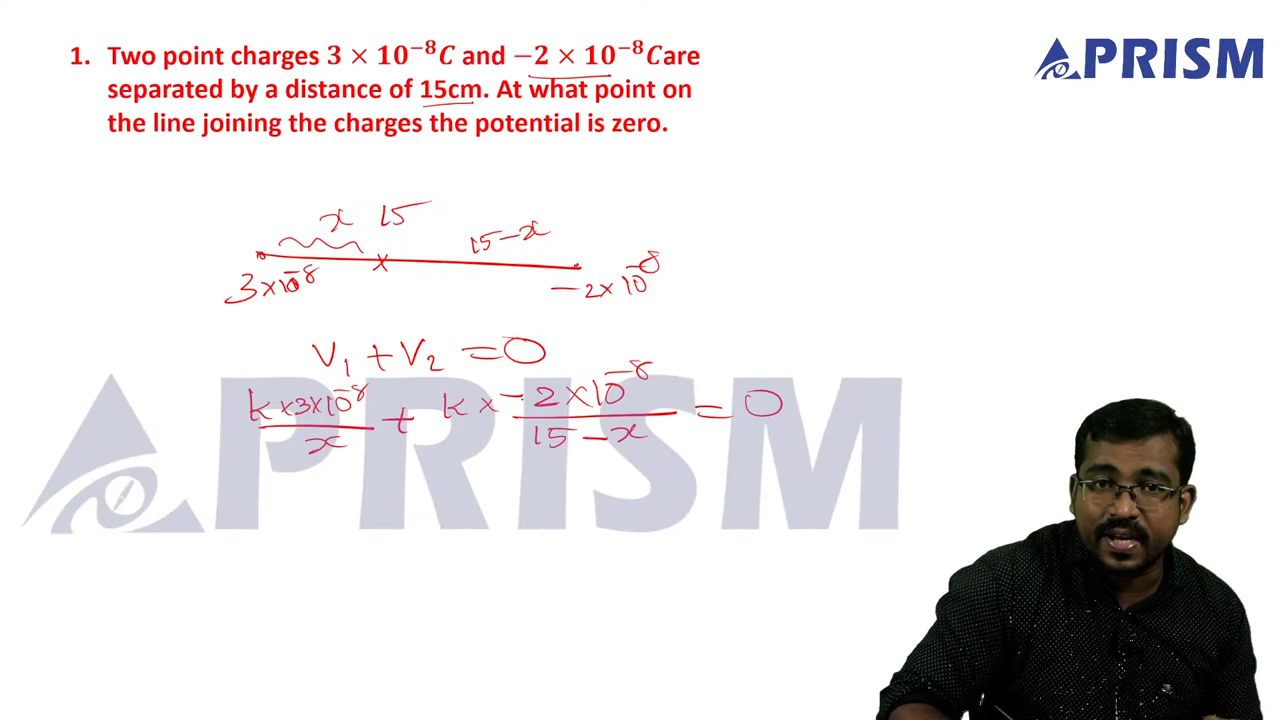 1. Two point charges 3 × 10⁻⁸C and −2 × 10⁻⁸C are
separated by a distance of 15cm. At what point on
the line joining the charges the potential is zero.
PRISM
x 15
15−x
3×10⁻⁸
−2×10⁻⁸
V₁ + V₂ = 0
K×3×10⁻⁸/x + K×−2×10⁻⁸/15−x = 0
PRISM